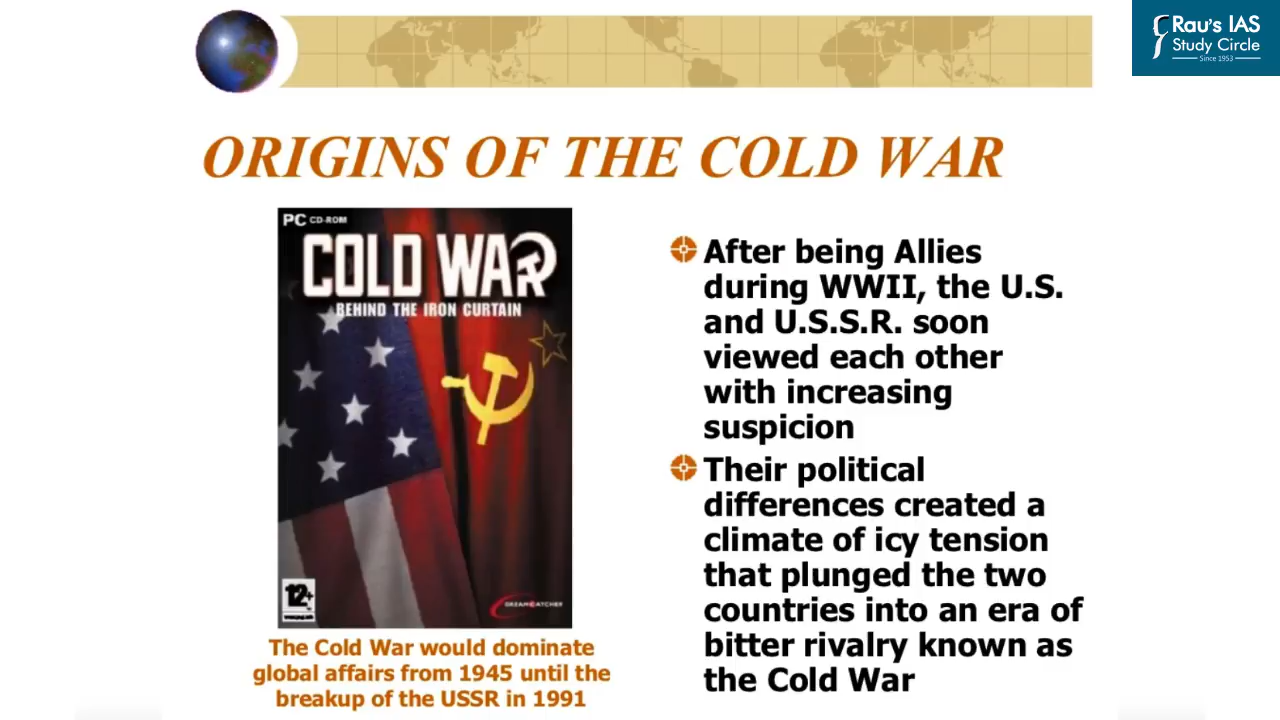 Rau's IAS
Study Circle
Since 1953
ORIGINS OF THE COLD WAR
PC CD-ROM
COLD WAR
BEHIND THE IRON CURTAIN
12+
DREAMCATCHER
The Cold War would dominate
global affairs from 1945 until the
breakup of the USSR in 1991
After being Allies
during WWII, the U.S.
and U.S.S.R. soon
viewed each other
with increasing
suspicion
Their political
differences created a
climate of icy tension
that plunged the two
countries into an era of
bitter rivalry known as
the Cold War